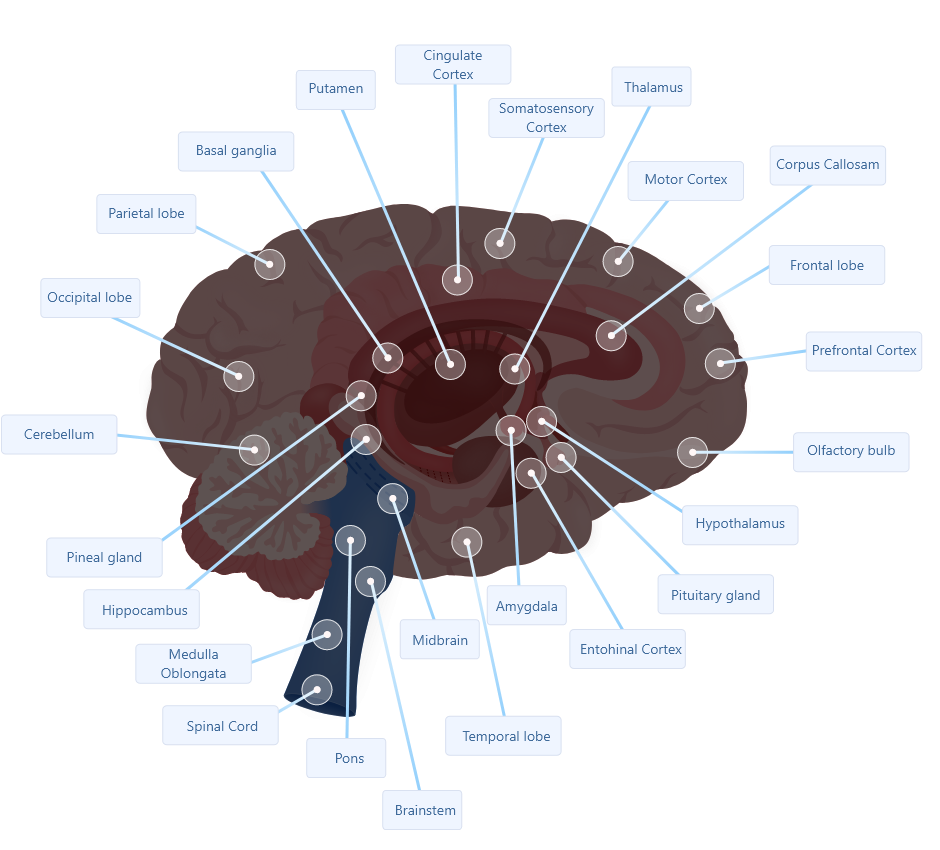 Cingulate
Cortex
Putamen
Thalamus
Somatosensory
Cortex
Basal ganglia
Motor Cortex
Corpus Callosam
Parietal lobe
Frontal lobe
Occipital lobe
Prefrontal Cortex
Cerebellum
Olfactory bulb
Hypothalamus
Pineal gland
Pituitary gland
Hippocambus
Amygdala
Midbrain
Entohinal Cortex
Medulla
Oblongata
Spinal Cord
Temporal lobe
Pons
Brainstem